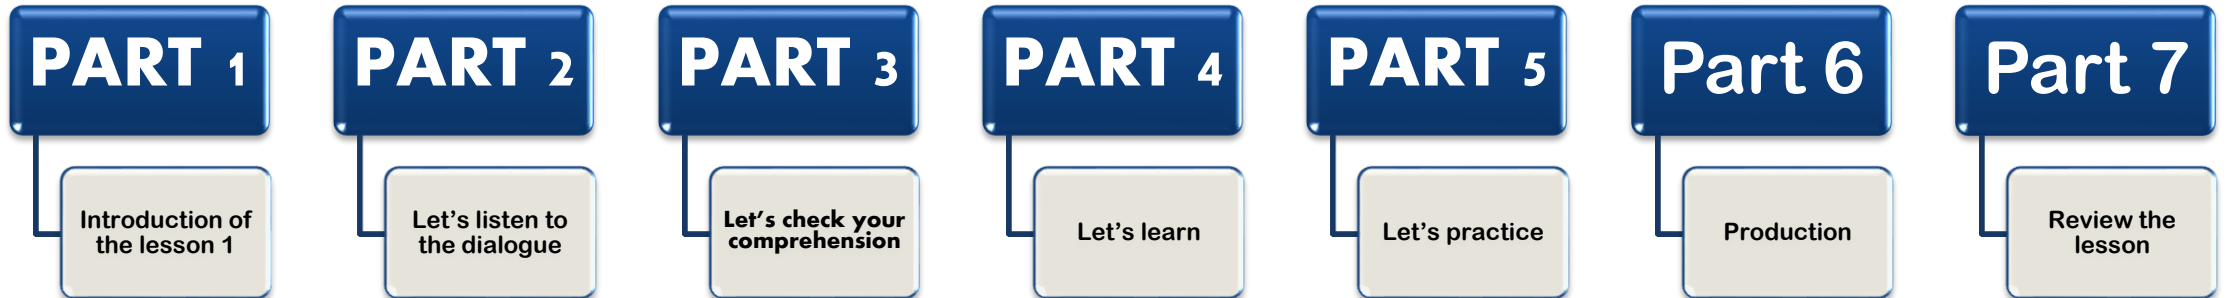 PART 1
Introduction of
the lesson 1
PART 2
Let's listen to
the dialogue
PART 3
Let's check your
comprehension
PART 4
Let's learn
PART 5
Let's practice
Part 6
Production
Part 7
Review the
lesson